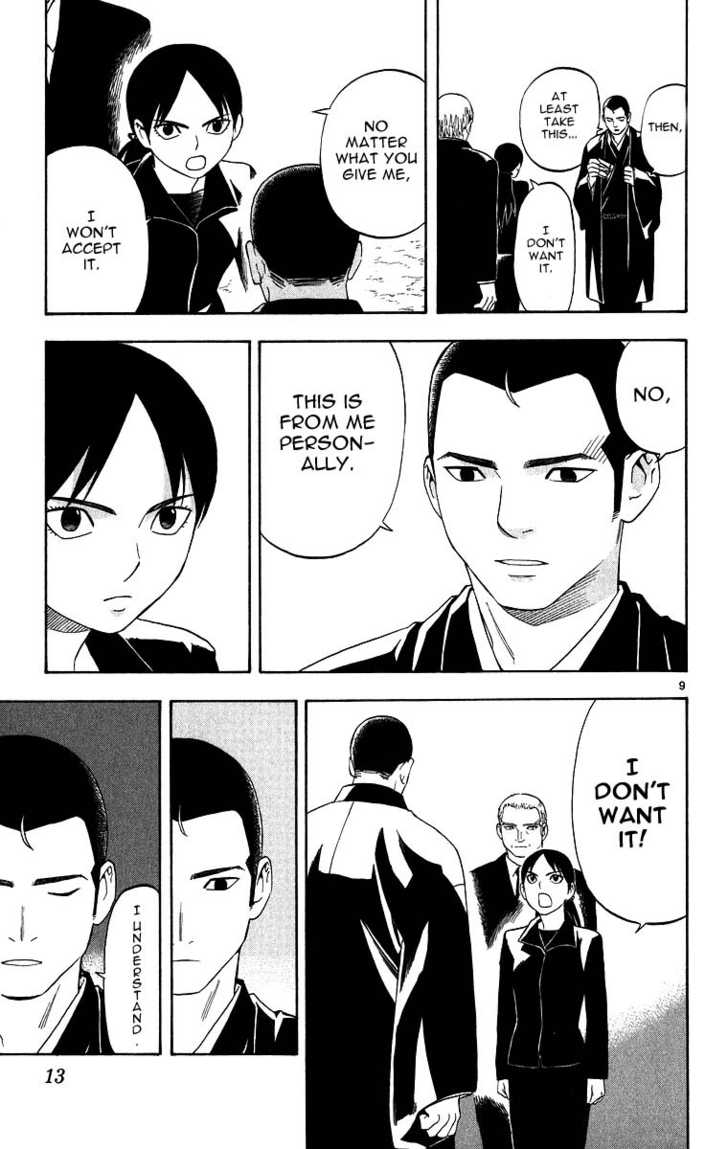 THEN,
AT
LEAST
TAKE
THIS...
I
DON'T
WANT
IT.
NO
MATTER
WHAT YOU
GIVE ME,
I
WON'T
ACCEPT
IT.
NO,
THIS IS
FROM ME
PERSON-
ALLY.
9
I
DON'T
WANT
IT!
I UNDERSTAND.
13